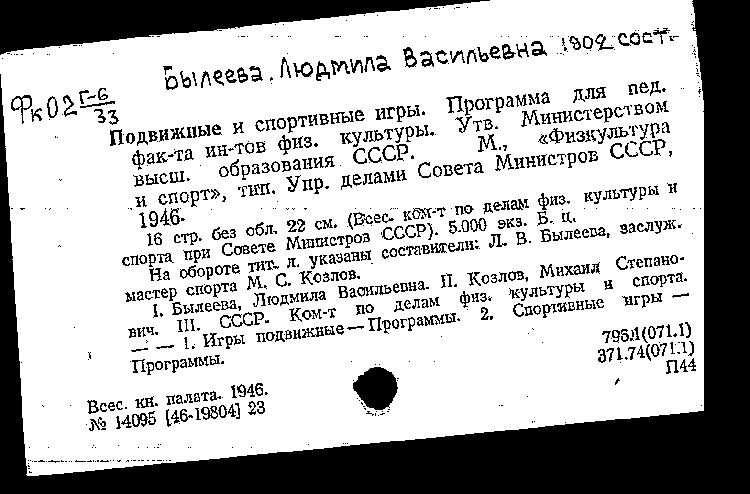 Былеева, Людмила Васильевна 1902 сост.
Фк 02 Г-6/33
Подвижные и спортивные игры. Программа для пед.
фак-та ин-тов физ. культуры. Утв. Министерством
высш. образования СССР. М., «Физкультура
и спорт», тип. Упр. делами Совета Министров СССР,
1946.
16 стр. без обл. 22 см. (Всес. ком-т по делам физ. культуры и
спорта при Совете Министров СССР). 5.000 экз. Б. ц.
На обороте тит. л. указаны составители: Л. В. Былеева, заслуж.
мастер спорта М. С. Козлов.
I. Былеева, Людмила Васильевна. II. Козлов, Михаил Степано-
вич. III. СССР. Ком-т по делам физ. культуры и спорта.
— — 1. Игры подвижные — Программы. 2. Спортивные игры —
Программы.
796.1(071.1)
371.74(071.1)
П44
Всес. кн. палата. 1946.
№ 14095 [46-19804] 23